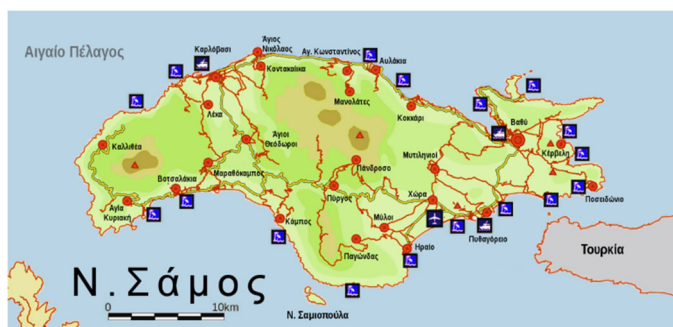 Αιγαίο Πέλαγος
Καρλόβασι
Άγιος
Νικόλαος
Κοντακαίικα
Αγ. Κωνσταντίνος
Αυλάκια
Μανολάτες
Κοκκάρι
Λέκα
Καλλιθέα
Άγιοι
Θεόδωροι
Βαθύ
Κέρβελη
Μυτιληνιοί
Πάνδροσο
Μαραθόκαμπος
Βοτσαλάκια
Αγία
Κυριακή
Πύργος
Χώρα
Ποσειδώνιο
Κάμπος
Μύλοι
Πυθαγόρειο
Παγώνδας
Ηραίο
Τουρκία
Ν.Σάμος
0 10km
Ν. Σαμιοπούλα